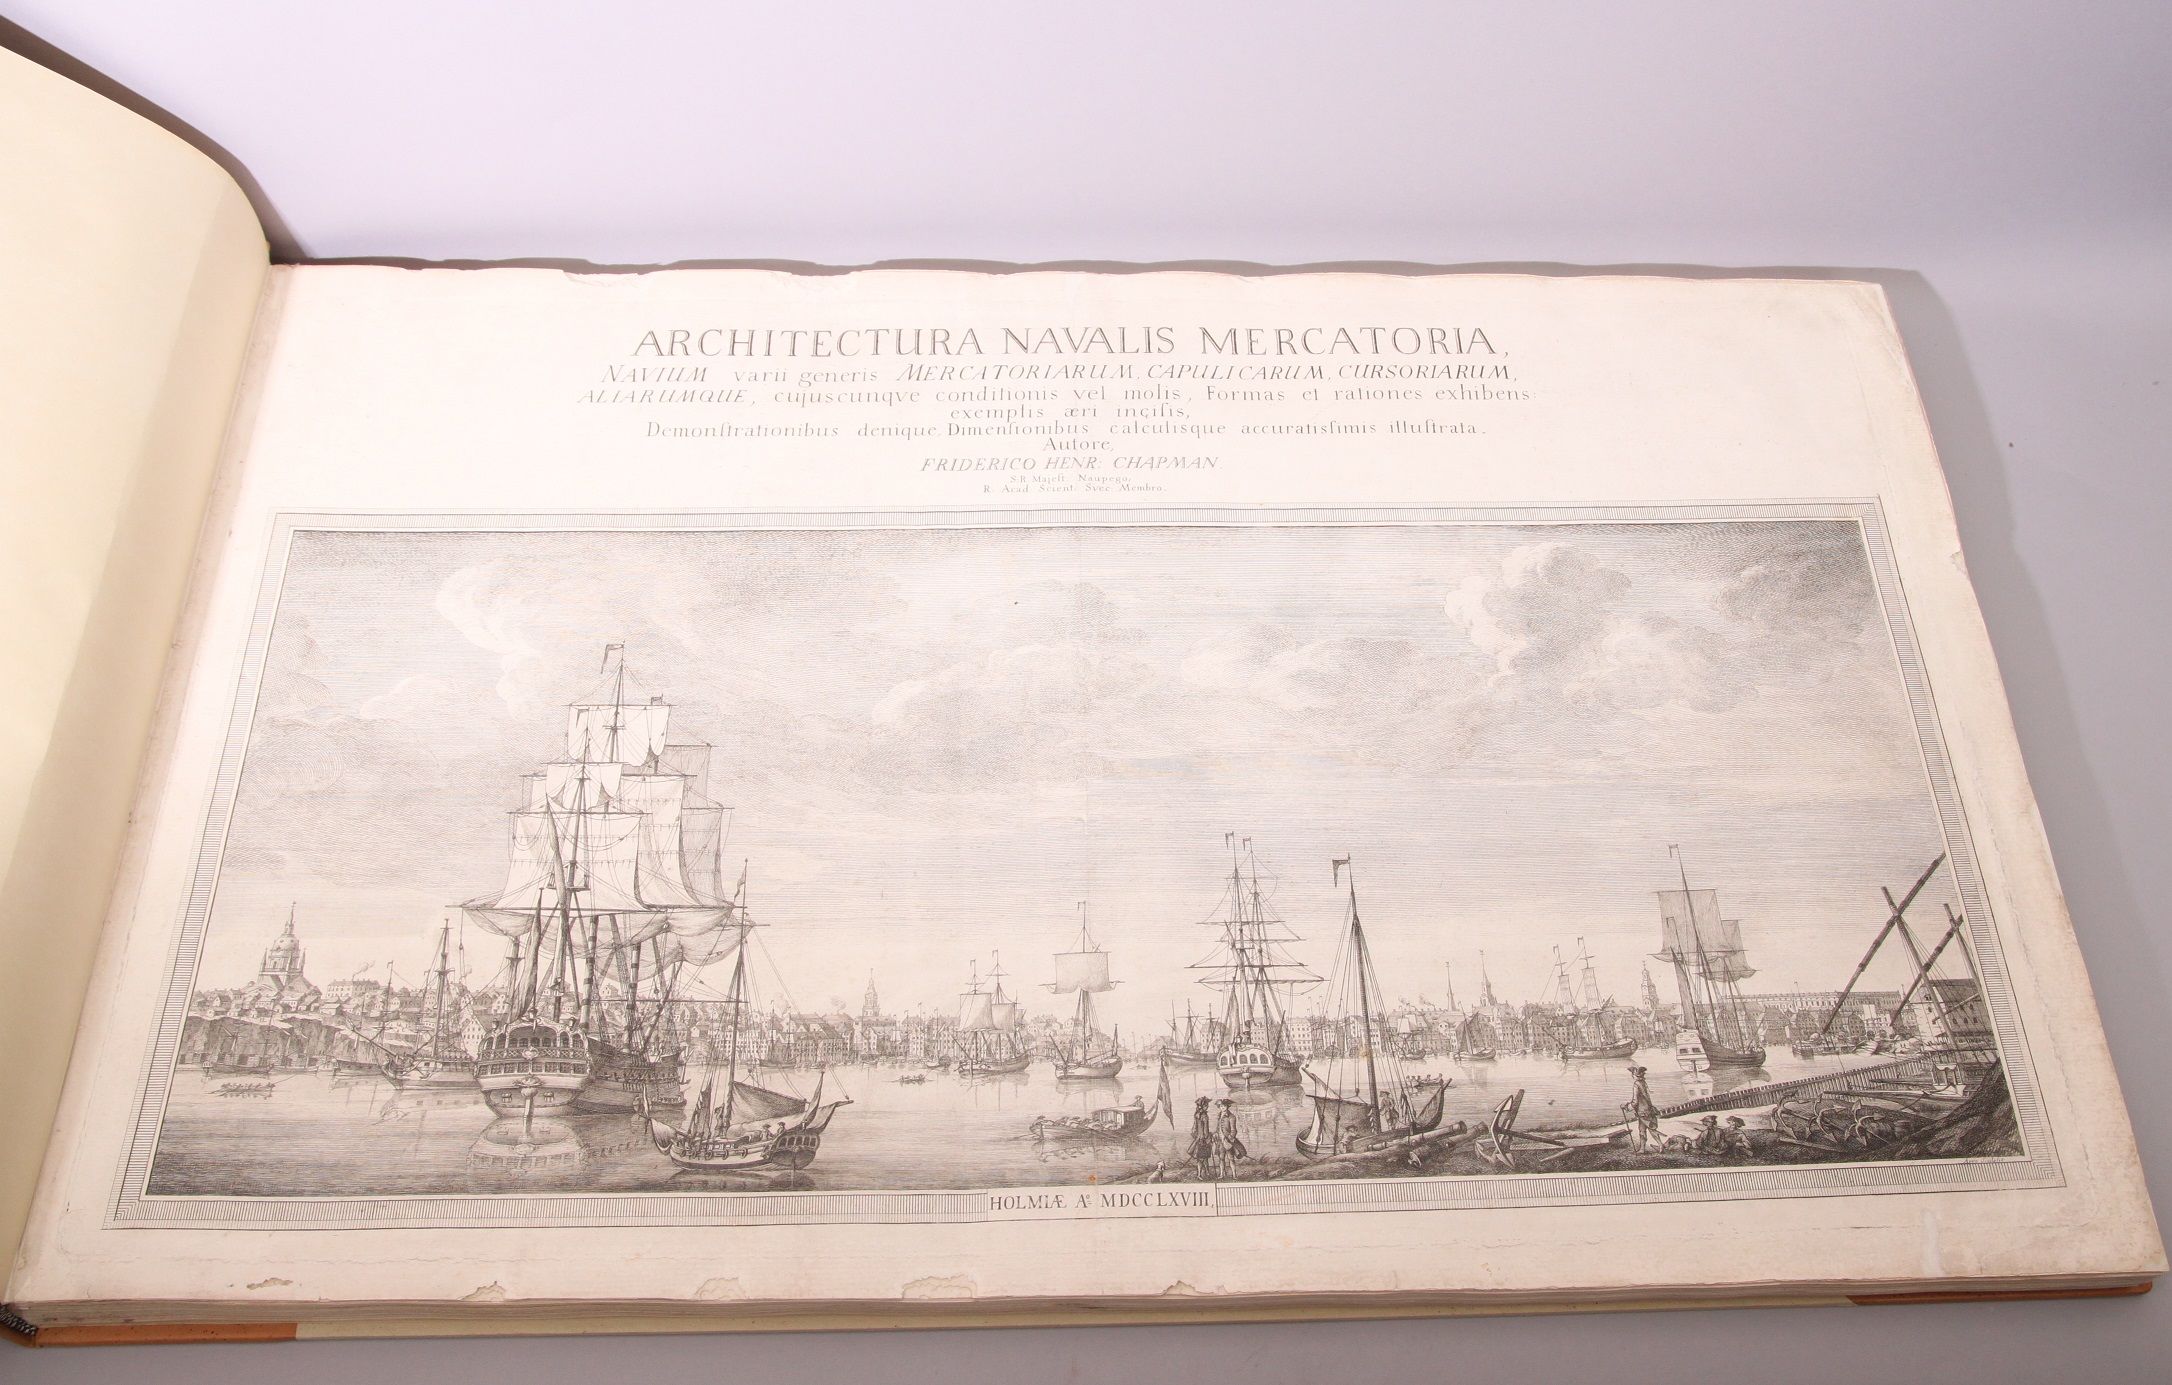 ARCHITECTURA NAVALIS MERCATORIA,
NAVIUM varii generis MERCATORIARUM, CAPULICARUM, CURSORIARUM,
ALIARUMQUE, cujuscunqve conditionis vel molis, Formas et rationes exhibens:
exemplis æri inciſis,
Demonſtrationibus denique. Dimenſionibus calculisque accuratisſimis illuſtrata.
Autore,
FRIDERICO HENR: CHAPMAN.
S:R. Majeſt: Naupego,
R. Acad: Scient: Svec: Membro.
HOLMIÆ Aº: MDCCLXVIII,